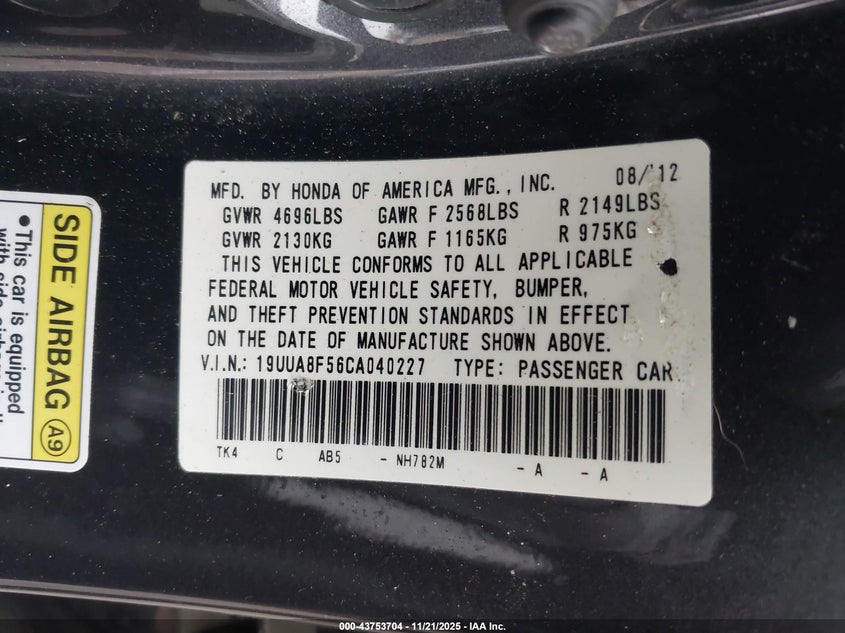 MFD. BY HONDA OF AMERICA MFG., INC. 08/'12
GVWR 4696LBS GAWR F 2568LBS R 2149LBS
GVWR 2130KG GAWR F 1165KG R 975KG
THIS VEHICLE CONFORMS TO ALL APPLICABLE
FEDERAL MOTOR VEHICLE SAFETY, BUMPER,
AND THEFT PREVENTION STANDARDS IN EFFECT
ON THE DATE OF MANUFACTURE SHOWN ABOVE.
V.I.N.: 19UUA8F56CA040227 TYPE: PASSENGER CAR
TK4 C AB5 - NH782M - A - A
SIDE AIRBAG A9
• This car is equipped
with side airbags
000-43753704 - 11/21/2025 - IAA Inc.